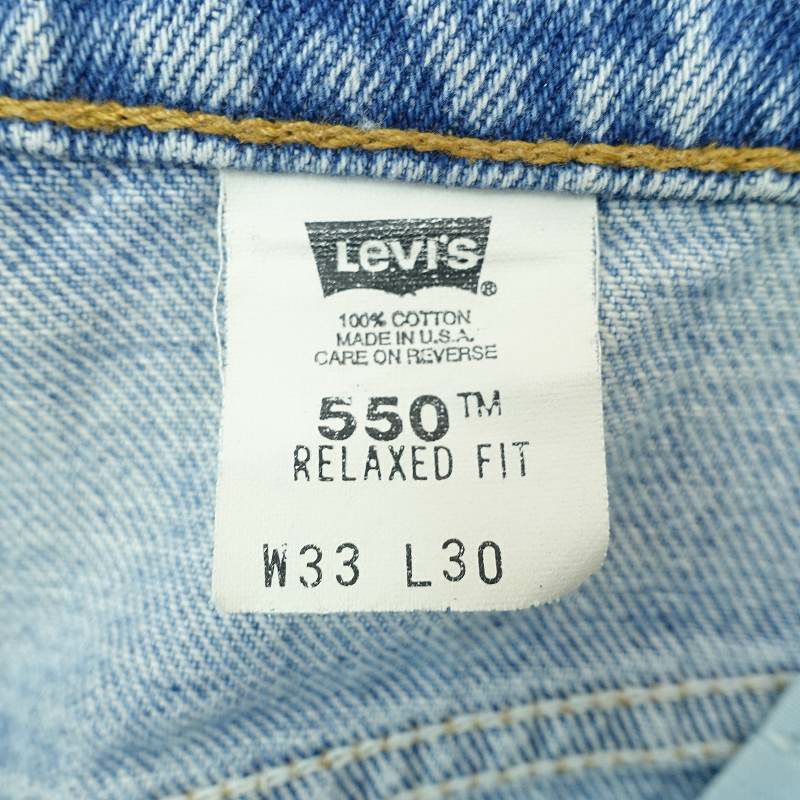 Levi's®
100% COTTON
MADE IN U.S.A.
CARE ON REVERSE
550™
RELAXED FIT
W33 L30